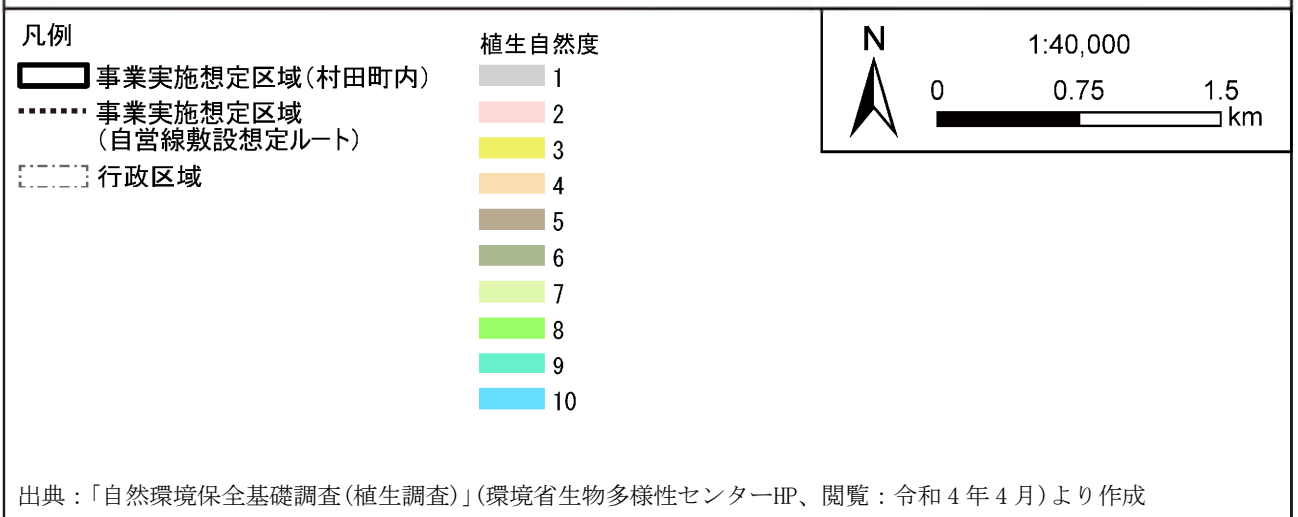 凡例
事業実施想定区域(村田町内)
事業実施想定区域
(自営線敷設想定ルート)
行政区域
植生自然度
1
2
3
4
5
6
7
8
9
10
N
1:40,000
0 0.75 1.5
km
出典:「自然環境保全基礎調査(植生調査)」(環境省生物多様性センターHP、閲覧:令和4年4月)より作成